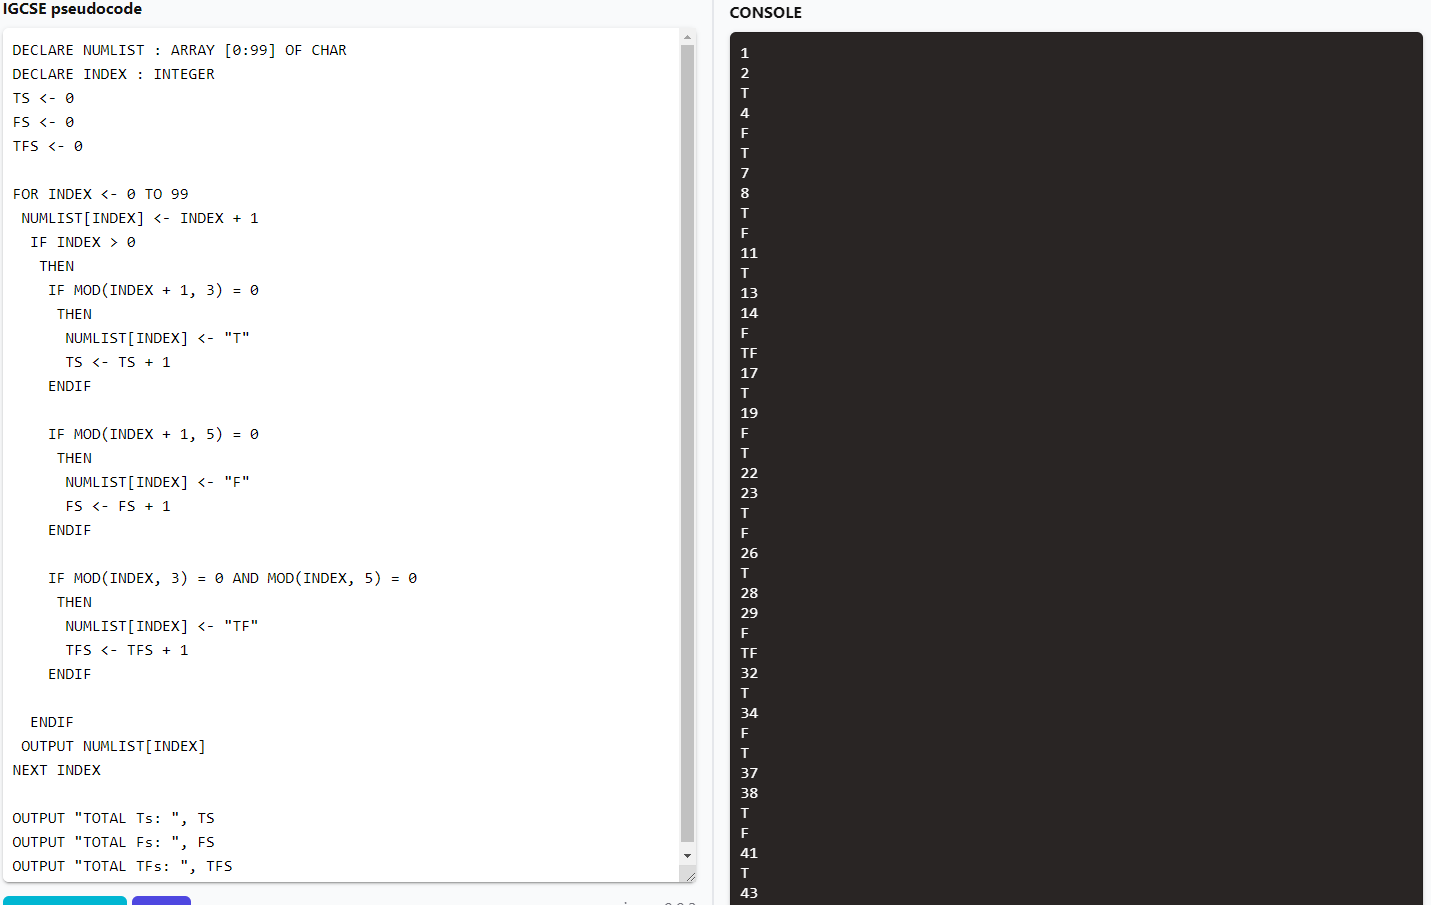 IGCSE pseudocode
DECLARE NUMLIST : ARRAY [0:99] OF CHAR
DECLARE INDEX : INTEGER
TS <- 0
FS <- 0
TFS <- 0
FOR INDEX <- 0 TO 99
NUMLIST[INDEX] <- INDEX + 1
IF INDEX > 0
THEN
IF MOD(INDEX + 1, 3) = 0
THEN
NUMLIST[INDEX] <- "T"
TS <- TS + 1
ENDIF
IF MOD(INDEX + 1, 5) = 0
THEN
NUMLIST[INDEX] <- "F"
FS <- FS + 1
ENDIF
IF MOD(INDEX, 3) = 0 AND MOD(INDEX, 5) = 0
THEN
NUMLIST[INDEX] <- "TF"
TFS <- TFS + 1
ENDIF
ENDIF
OUTPUT NUMLIST[INDEX]
NEXT INDEX
OUTPUT "TOTAL Ts: ", TS
OUTPUT "TOTAL Fs: ", FS
OUTPUT "TOTAL TFs: ", TFS
CONSOLE
1
2
T
4
F
T
7
8
T
F
11
T
13
14
F
TF
17
T
19
F
T
22
23
T
F
26
T
28
29
F
TF
32
T
34
F
T
37
38
T
F
41
T
43